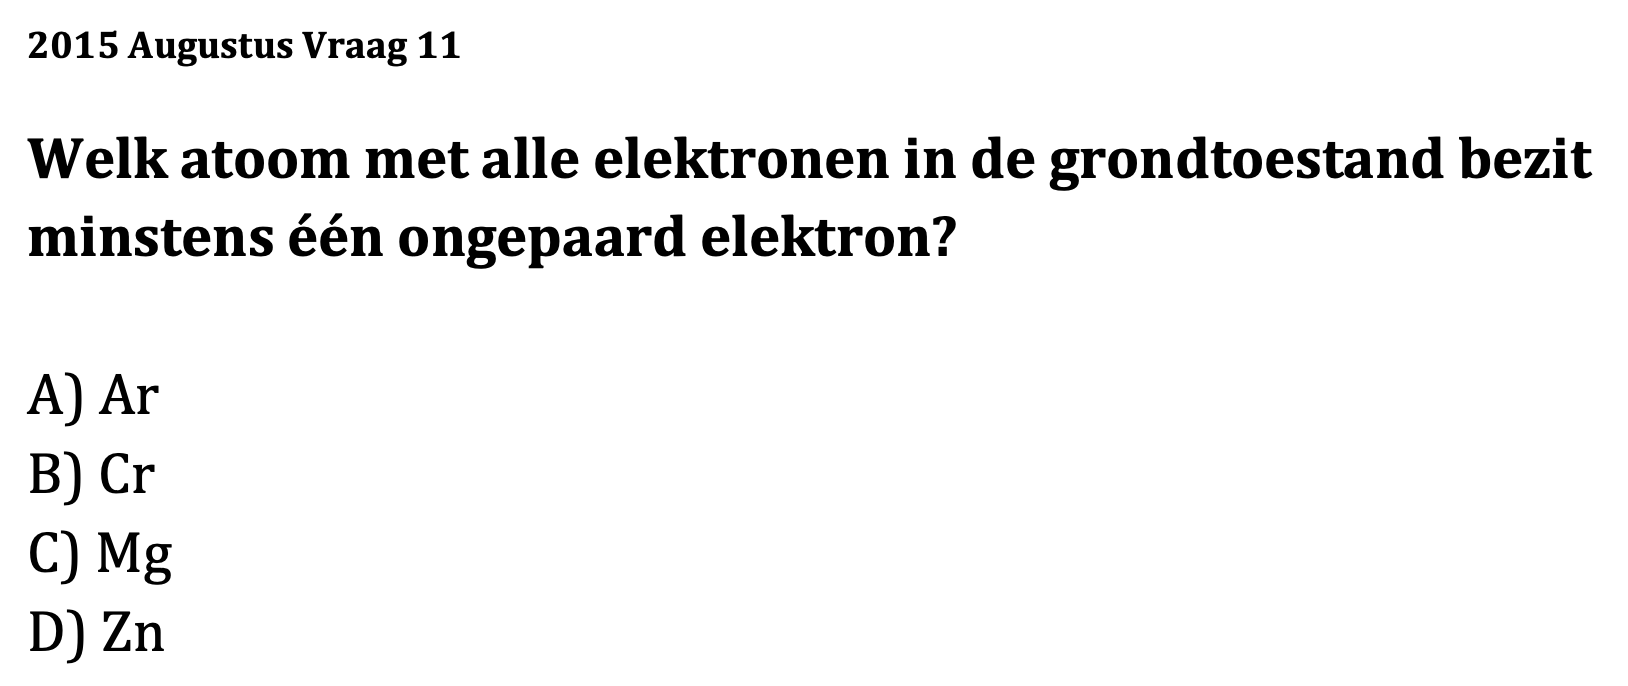 2015 Augustus Vraag 11
Welk atoom met alle elektronen in de grondtoestand bezit
minstens één ongepaard elektron?
A) Ar
B) Cr
C) Mg
D) Zn